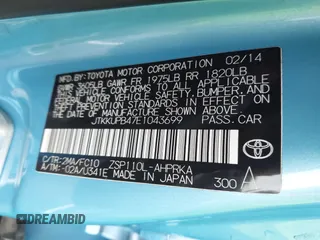 MFD. BY: TOYOTA MOTOR CORPORATION 02/14
GVWR 3605LB GAWR FR 1975LB RR 1820LB
THIS VEHICLE CONFORMS TO ALL APPLICABLE
FEDERAL MOTOR VEHICLE SAFETY, BUMPER, AND
THEFT PREVENTION STANDARDS IN EFFECT ON
THE DATE OF MANUFACTURE SHOWN ABOVE.
JTKKUPB47E1043699 PASS. CAR
C/TR: 2MA/FC10 ZSP110L-AHPRKA
A/TM: -02A/U341E MADE IN JAPAN 300 A
TOYOTA
DREAMBID